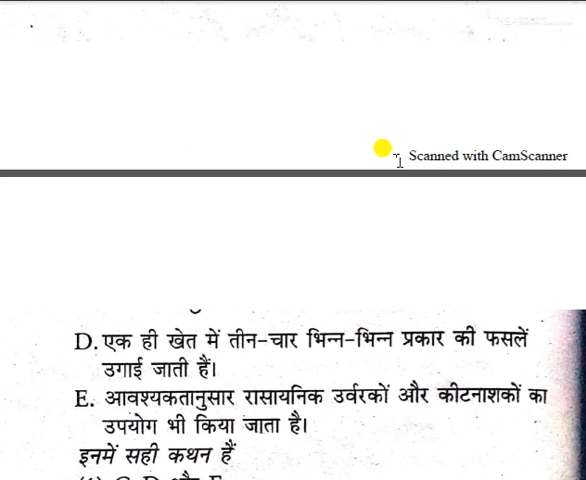 Scanned with CamScanner
D. एक ही खेत में तीन-चार भिन्न-भिन्न प्रकार की फसलें
उगाई जाती हैं।
E. आवश्यकतानुसार रासायनिक उर्वरकों और कीटनाशकों का
उपयोग भी किया जाता है।
इनमें सही कथन हैं